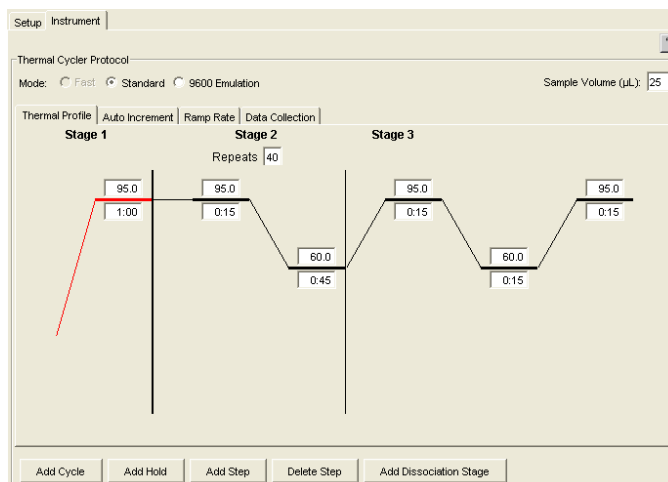 Setup Instrument
Thermal Cycler Protocol
Mode: Fast Standard 9600 Emulation Sample Volume (µL): 25
Thermal Profile Auto Increment Ramp Rate Data Collection
Stage 1 Stage 2 Stage 3
Repeats 40
95.0 95.0 95.0 95.0
1:00 0:15 0:15 0:15
60.0 60.0
0:45 0:15
Add Cycle Add Hold Add Step Delete Step Add Dissociation Stage